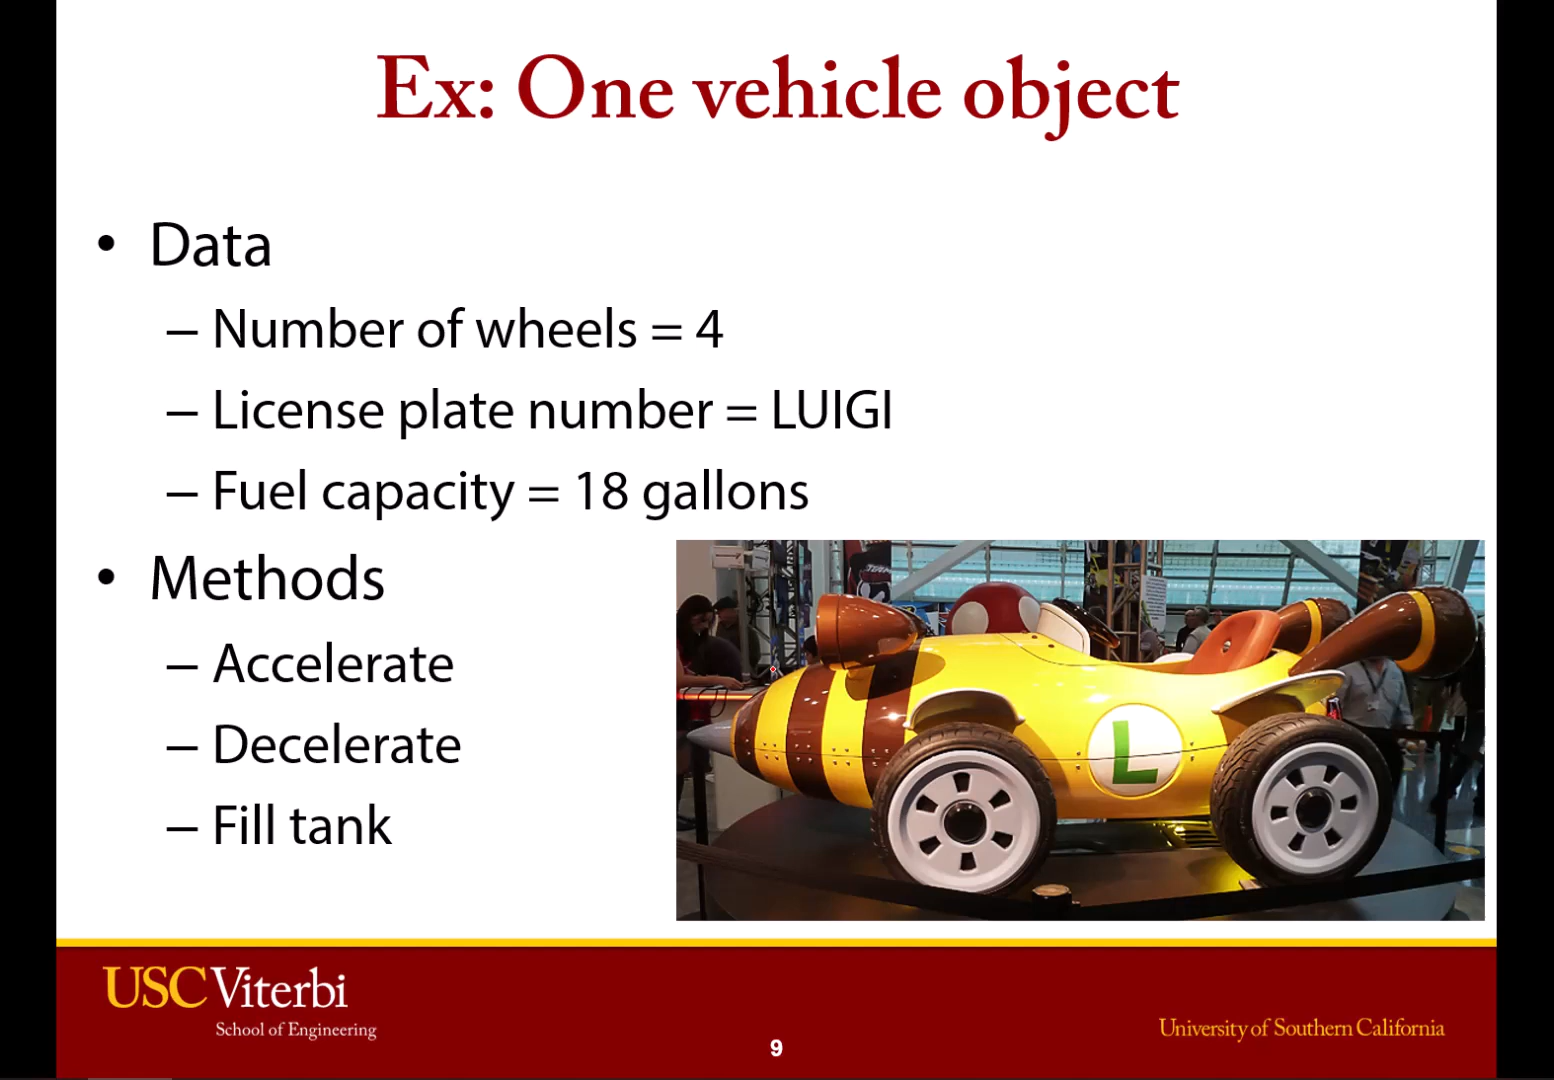 Ex: One vehicle object
• Data
– Number of wheels = 4
– License plate number = LUIGI
– Fuel capacity = 18 gallons
• Methods
– Accelerate
– Decelerate
– Fill tank
L
USC Viterbi
School of Engineering
9
University of Southern California